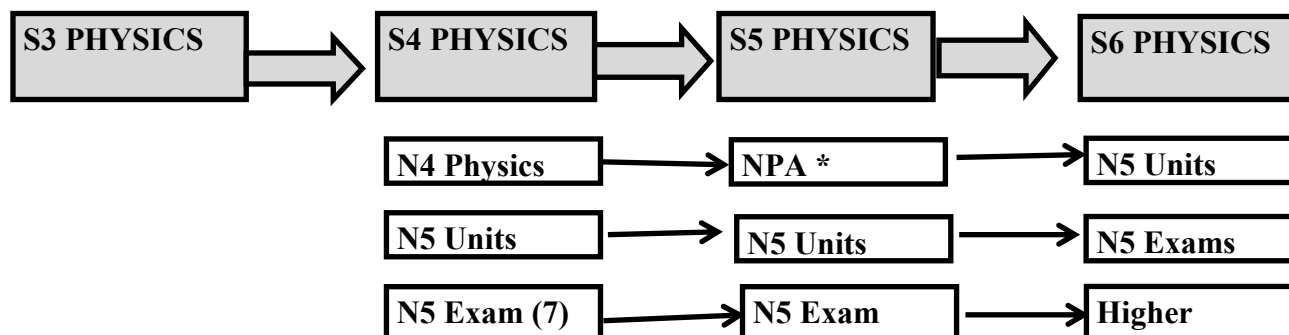 S3 PHYSICS
S4 PHYSICS
S5 PHYSICS
S6 PHYSICS
N4 Physics
NPA *
N5 Units
N5 Units
N5 Units
N5 Exams
N5 Exam (7)
N5 Exam
Higher